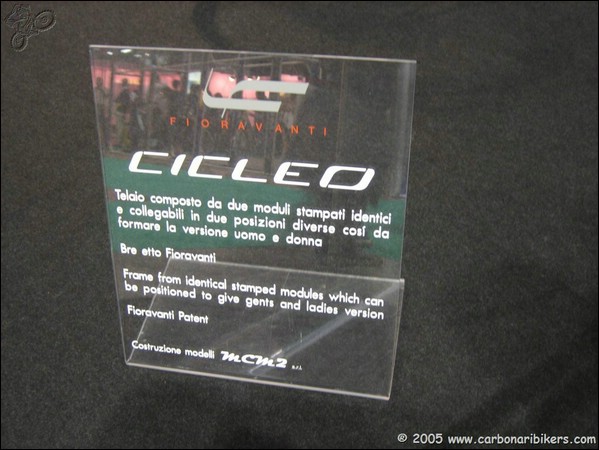 FIORAVANTI
CICLEO
Telaio composto da due moduli stampati identici
e collegabili in due posizioni diverse così da
formare la versione uomo e donna
Bre etto Fioravanti
Frame from identical stamped modules which can
be positioned to give gents and ladies version
Fioravanti Patent
Costruzione modelli mcm2 s.r.l.
© 2005 www.carbonaribikers.com